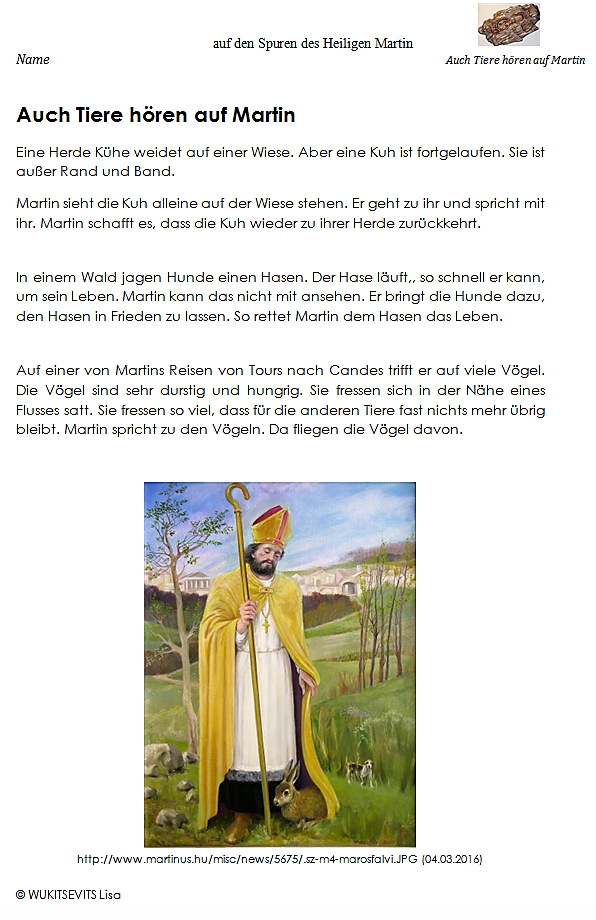 auf den Spuren des Heiligen Martin
Name
Auch Tiere hören auf Martin
Auch Tiere hören auf Martin
Eine Herde Kühe weidet auf einer Wiese. Aber eine Kuh ist fortgelaufen. Sie ist
außer Rand und Band.
Martin sieht die Kuh alleine auf der Wiese stehen. Er geht zu ihr und spricht mit
ihr. Martin schafft es, dass die Kuh wieder zu ihrer Herde zurückkehrt.
In einem Wald jagen Hunde einen Hasen. Der Hase läuft,, so schnell er kann,
um sein Leben. Martin kann das nicht mit ansehen. Er bringt die Hunde dazu,
den Hasen in Frieden zu lassen. So rettet Martin dem Hasen das Leben.
Auf einer von Martins Reisen von Tours nach Candes trifft er auf viele Vögel.
Die Vögel sind sehr durstig und hungrig. Sie fressen sich in der Nähe eines
Flusses satt. Sie fressen so viel, dass für die anderen Tiere fast nichts mehr übrig
bleibt. Martin spricht zu den Vögeln. Da fliegen die Vögel davon.
http://www.martinus.hu/misc/news/5675/.sz-m4-marosfalvi.JPG (04.03.2016)
© WUKITSEVITS Lisa